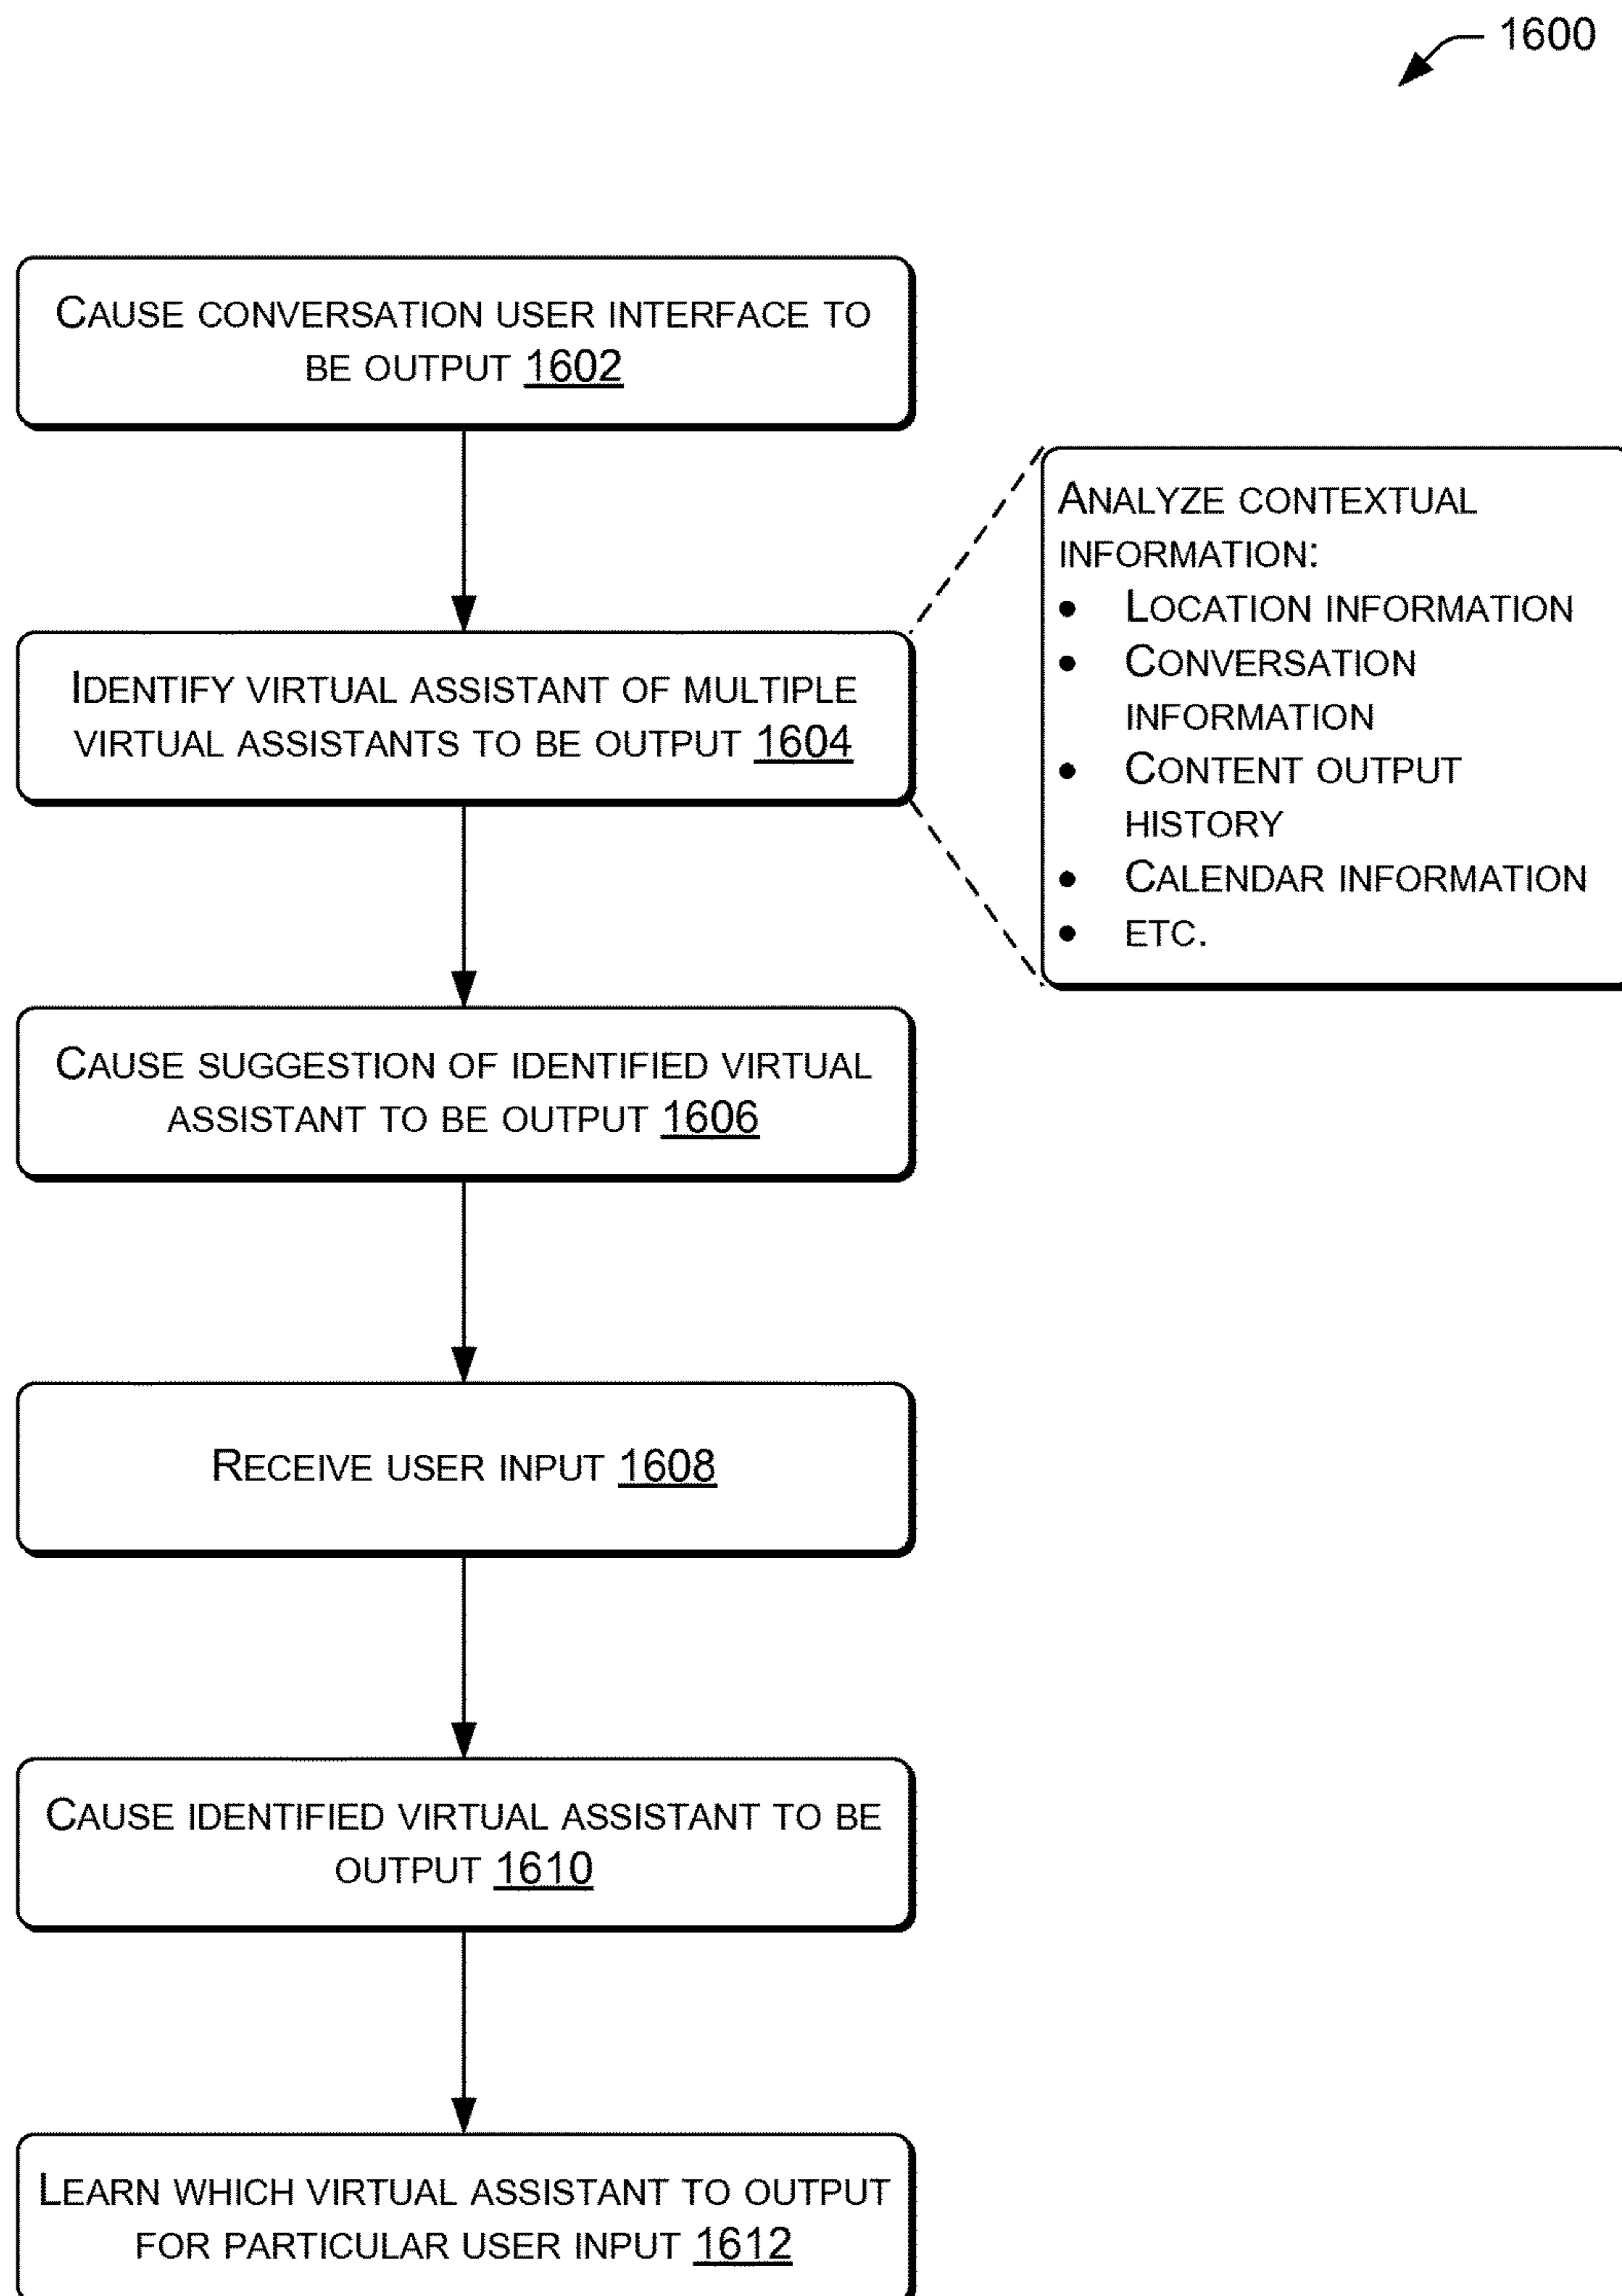 1600
CAUSE CONVERSATION USER INTERFACE TO
BE OUTPUT 1602
IDENTIFY VIRTUAL ASSISTANT OF MULTIPLE
VIRTUAL ASSISTANTS TO BE OUTPUT 1604
ANALYZE CONTEXTUAL
INFORMATION:
• LOCATION INFORMATION
• CONVERSATION
INFORMATION
• CONTENT OUTPUT
HISTORY
• CALENDAR INFORMATION
• ETC.
CAUSE SUGGESTION OF IDENTIFIED VIRTUAL
ASSISTANT TO BE OUTPUT 1606
RECEIVE USER INPUT 1608
CAUSE IDENTIFIED VIRTUAL ASSISTANT TO BE
OUTPUT 1610
LEARN WHICH VIRTUAL ASSISTANT TO OUTPUT
FOR PARTICULAR USER INPUT 1612